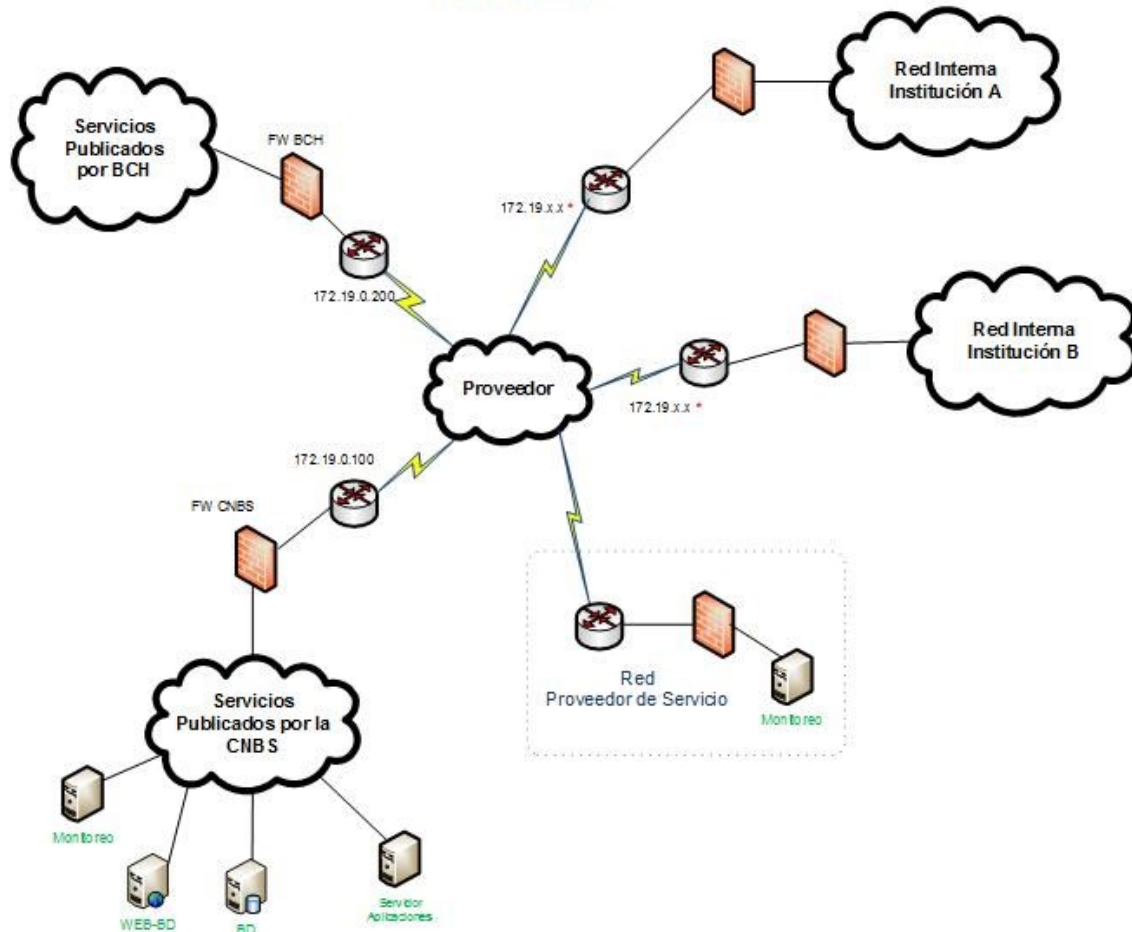 Red Interna
Institución A
Servicios
Publicados
por BCH
FW BCH
172.19.x.x *
172.19.0.200
Red Interna
Institución B
Proveedor
172.19.x.x *
172.19.0.100
FW CNBS
Red
Proveedor de Servicio
Monitoreo
Servicios
Publicados por la
CNBS
Monitoreo
WEB-BD
BD
Servidor
Aplicaciones